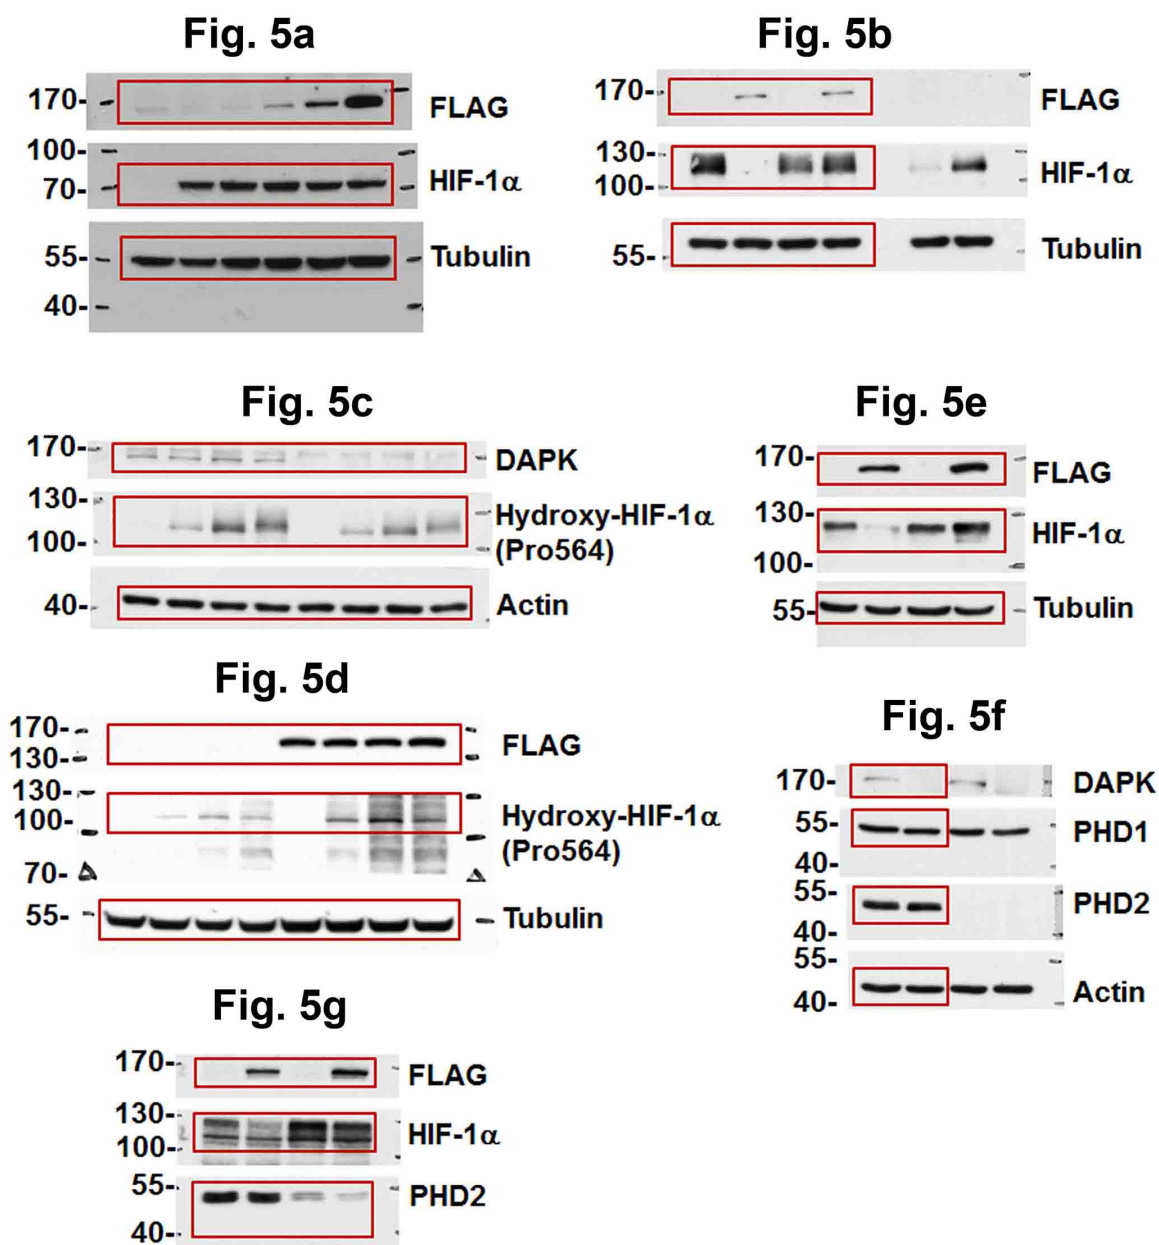 Fig. 5a
170-
FLAG
100-
70-
HIF-1α
55-
Tubulin
40-
Fig. 5b
170-
FLAG
130-
HIF-1α
100-
55-
Tubulin
Fig. 5c
170-
DAPK
130-
Hydroxy-HIF-1α
100-
(Pro564)
40-
Actin
Fig. 5e
170-
FLAG
130-
HIF-1α
100-
55-
Tubulin
Fig. 5d
170-
FLAG
130-
130-
100-
Hydroxy-HIF-1α
(Pro564)
70-
55-
Tubulin
Fig. 5f
170-
DAPK
55-
PHD1
40-
55-
PHD2
40-
55-
Actin
40-
Fig. 5g
170-
FLAG
130-
HIF-1α
100-
55-
PHD2
40-